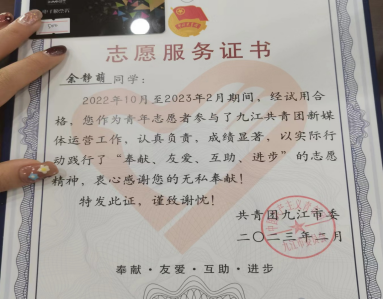 志愿服务证书
余静萌 同学：
2022年10月至2023年2月期间，经试用合
格，您作为青年志愿者参与了九江共青团新媒
体运营工作，认真负责，成绩显著，以实际行
动践行了“奉献、友爱、互助、进步”的志愿
精神，衷心感谢您的无私奉献！
特发此证，谨致谢忱！
共青团九江市委
二〇二三年二月
奉献·友爱·互助·进步